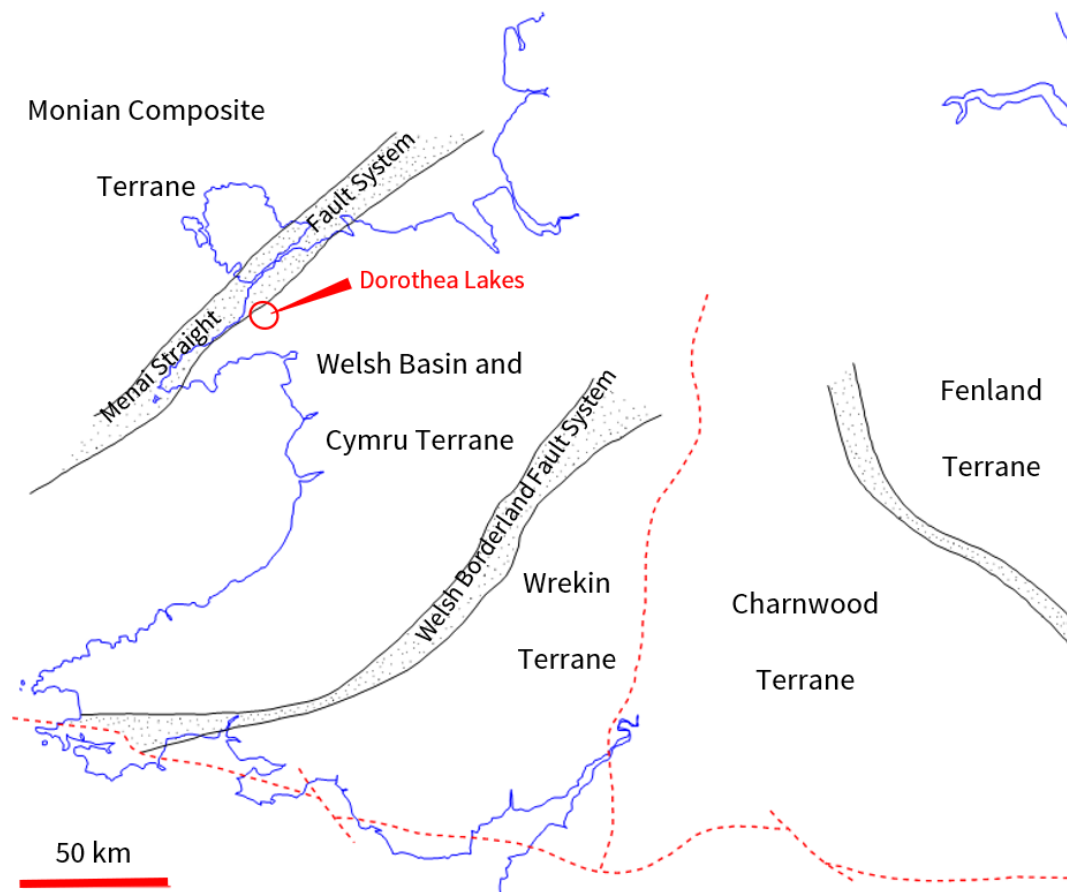 Monian Composite
Terrane
Fault System
Menai Straight
Dorothea Lakes
Welsh Basin and
Cymru Terrane
Welsh Borderland Fault System
Fenland
Terrane
Wrekin
Terrane
Charnwood
Terrane
50 km